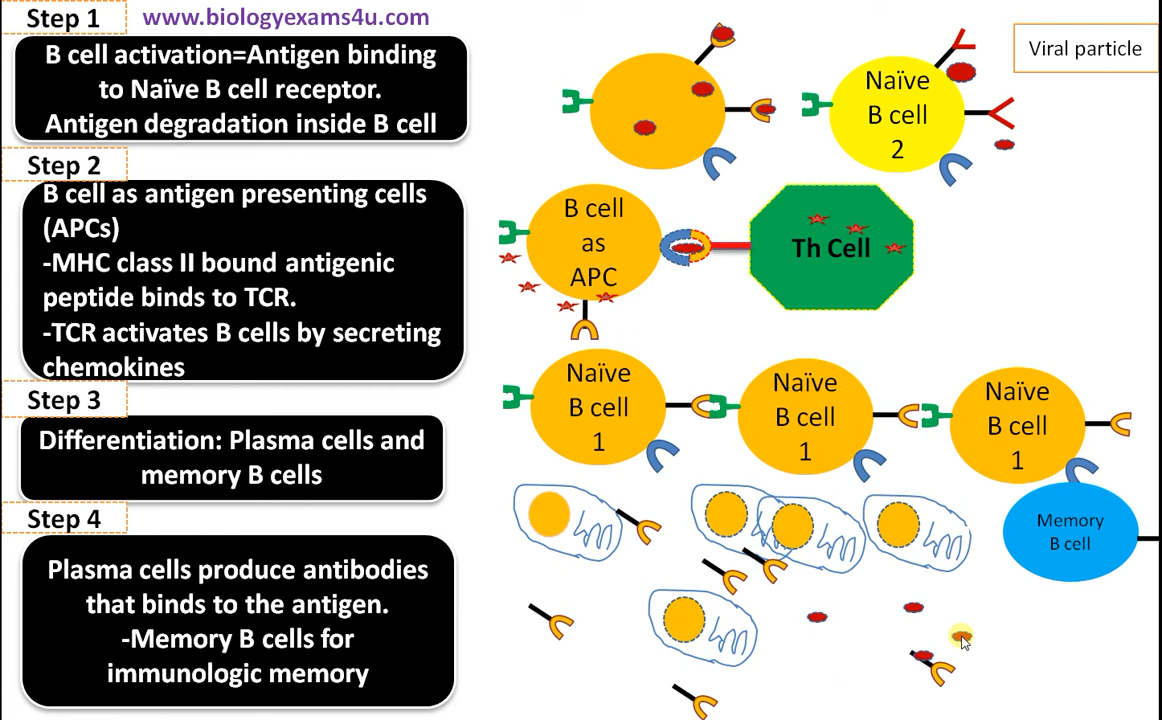 Step 1
www.biologyexams4u.com
B cell activation=Antigen binding
to Naïve B cell receptor.
Antigen degradation inside B cell
Step 2
B cell as antigen presenting cells
(APCs)
-MHC class II bound antigenic
peptide binds to TCR.
-TCR activates B cells by secreting
chemokines
Step 3
Differentiation: Plasma cells and
memory B cells
Step 4
Plasma cells produce antibodies
that binds to the antigen.
-Memory B cells for
immunologic memory
Naïve
B cell
2
Viral particle
B cell
as
APC
Th Cell
Naïve
B cell
1
Naïve
B cell
1
Naïve
B cell
1
Memory
B cell